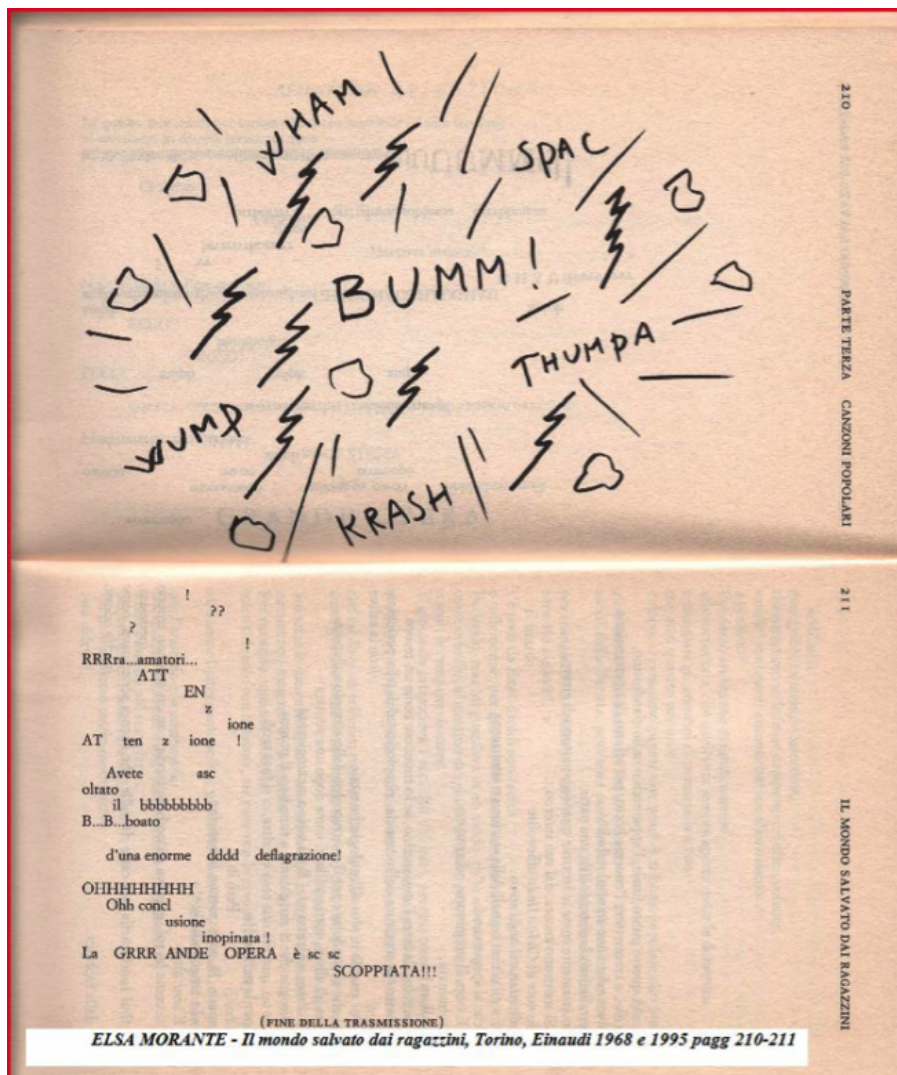 WHAM
SPAC
BUMM!
THUMPA
WUMP
KRASH
210
PARTE TERZA CANZONI POPOLARI
!
??
?
!
RRRra...amatori...
ATT
EN
z
ione
AT ten z ione !
Avete asc
oltato
il bbbbbbbbb
B...B...boato
d'una enorme dddd deflagrazione!
OHHHHHHHH
Ohh concl
usione
inopinata !
La GRRR ANDE OPERA è sc sc
SCOPPIATA!!!
(FINE DELLA TRASMISSIONE)
211
IL MONDO SALVATO DAI RAGAZZINI
ELSA MORANTE - Il mondo salvato dai ragazzini, Torino, Einaudi 1968 e 1995 pagg 210-211